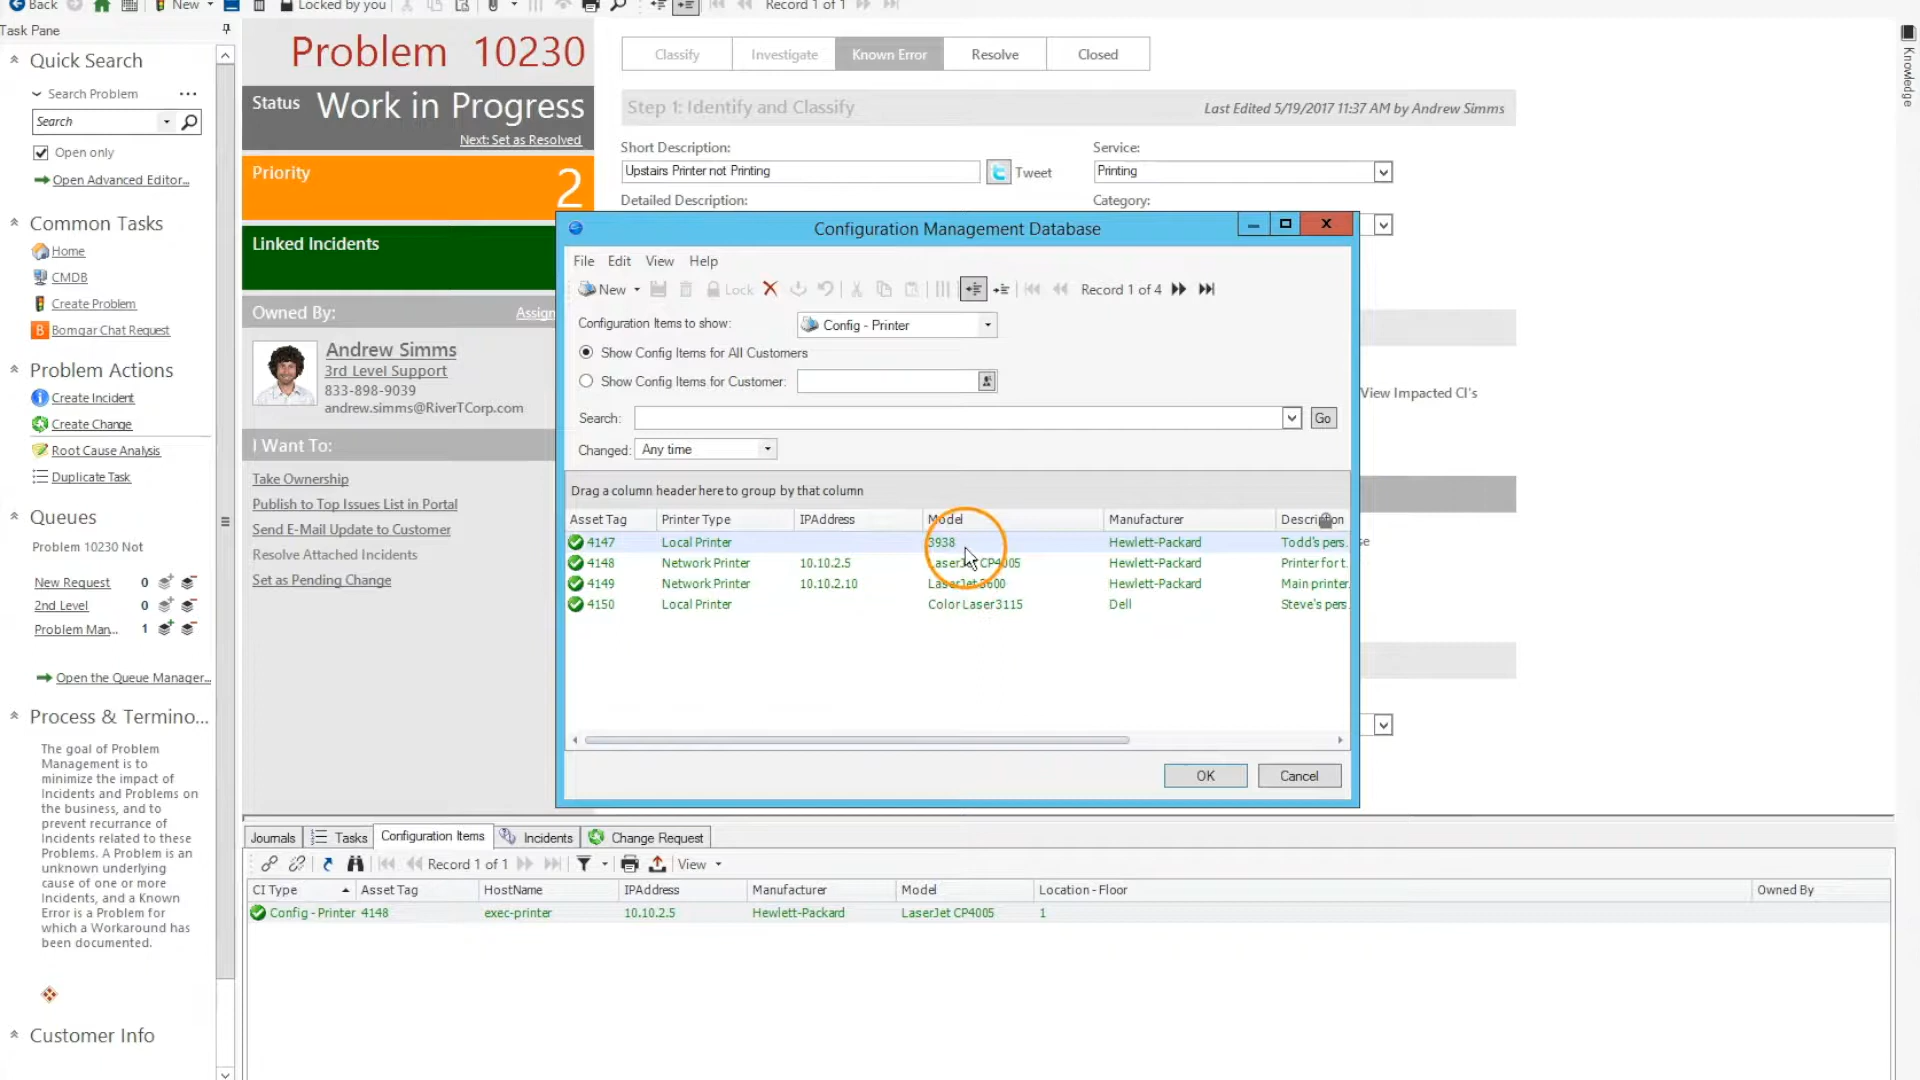 Back New Locked by you Record 1 of 1
Task Pane
Quick Search
Search Problem
Search
Open only
Open Advanced Editor...
Common Tasks
Home
CMDB
Create Problem
Bomgar Chat Request
Problem Actions
Create Incident
Create Change
Root Cause Analysis
Duplicate Task
Queues
Problem 10230 Not
New Request 0
2nd Level 0
Problem Man... 1
Open the Queue Manager...
Process & Termino...
The goal of Problem
Management is to
minimize the impact of
Incidents and Problems on
the business, and to
prevent recurrance of
Incidents related to these
Problems. A Problem is an
unknown underlying
cause of one or more
Incidents, and a Known
Error is a Problem for
which a Workaround has
been documented.
Customer Info
Problem 10230
Status Work in Progress
Next: Set as Resolved
Priority 2
Linked Incidents
Owned By: Assign
Andrew Simms
3rd Level Support
833-898-9039
andrew.simms@RiverTCorp.com
I Want To:
Take Ownership
Publish to Top Issues List in Portal
Send E-Mail Update to Customer
Resolve Attached Incidents
Set as Pending Change
Classify Investigate Known Error Resolve Closed
Step 1: Identify and Classify Last Edited 5/19/2017 11:37 AM by Andrew Simms
Short Description: Service:
Upstairs Printer not Printing Tweet Printing
Detailed Description: Category:
View Impacted CI's
Knowledge
Configuration Management Database
File Edit View Help
New Lock Record 1 of 4
Configuration Items to show: Config - Printer
Show Config Items for All Customers
Show Config Items for Customer:
Search: Go
Changed: Any time
Drag a column header here to group by that column
Asset Tag Printer Type IPAddress Model Manufacturer Description
4147 Local Printer 3938 Hewlett-Packard Todd's pers.
4148 Network Printer 10.10.2.5 LaserJet CP4005 Hewlett-Packard Printer for t.
4149 Network Printer 10.10.2.10 LaserJet 3600 Hewlett-Packard Main printer.
4150 Local Printer Color Laser 3115 Dell Steve's pers.
OK Cancel
Journals Tasks Configuration Items Incidents Change Request
Record 1 of 1 View
CI Type Asset Tag HostName IPAddress Manufacturer Model Location - Floor Owned By
Config - Printer 4148 exec-printer 10.10.2.5 Hewlett-Packard LaserJet CP4005 1